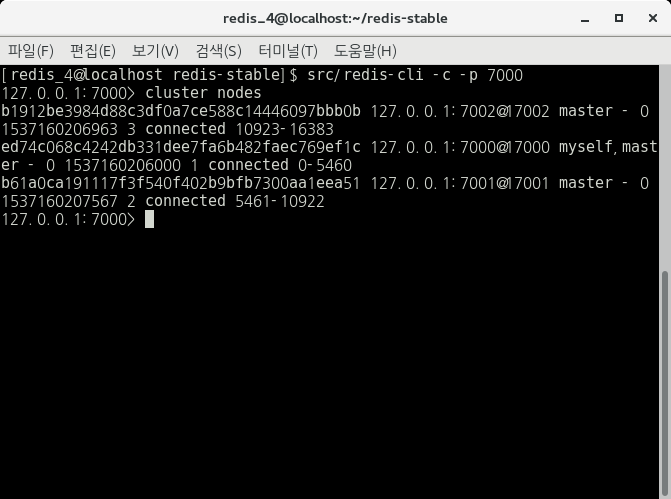 redis_4@localhost:~/redis-stable
파일(F) 편집(E) 보기(V) 검색(S) 터미널(T) 도움말(H)
[redis_4@localhost redis-stable]$ src/redis-cli -c -p 7000
127.0.0.1:7000> cluster nodes
b1912be3984d88c3df0a7ce588c14446097bbb0b 127.0.0.1:7002@17002 master - 0
1537160206963 3 connected 10923-16383
ed74c068c4242db331dee7fa6b482faec769ef1c 127.0.0.1:7000@17000 myself,mast
er - 0 1537160206000 1 connected 0-5460
b61a0ca191117f3f540f402b9bfb7300aa1eea51 127.0.0.1:7001@17001 master - 0
1537160207567 2 connected 5461-10922
127.0.0.1:7000>